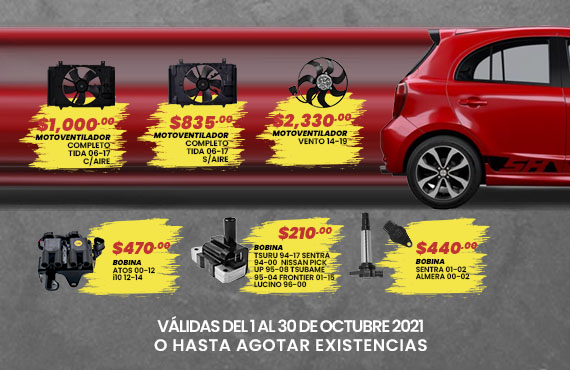 $1,000.00
MOTOVENTILADOR
COMPLETO
TIDA 06-17
C/AIRE
$835.00
MOTOVENTILADOR
COMPLETO
TIDA 06-17
S/AIRE
$2,330.00
MOTOVENTILADOR
VENTO 14-19
$470.00
BOBINA
ATOS 00-12
i10 12-14
$210.00
BOBINA
TSURU 94-17 SENTRA
94-00 NISSAN PICK
UP 95-08 TSUBAME
95-04 FRONTIER 01-15
LUCINO 96-00
$440.00
BOBINA
SENTRA 01-02
ALMERA 00-02
VÁLIDAS DEL 1 AL 30 DE OCTUBRE 2021
O HASTA AGOTAR EXISTENCIAS